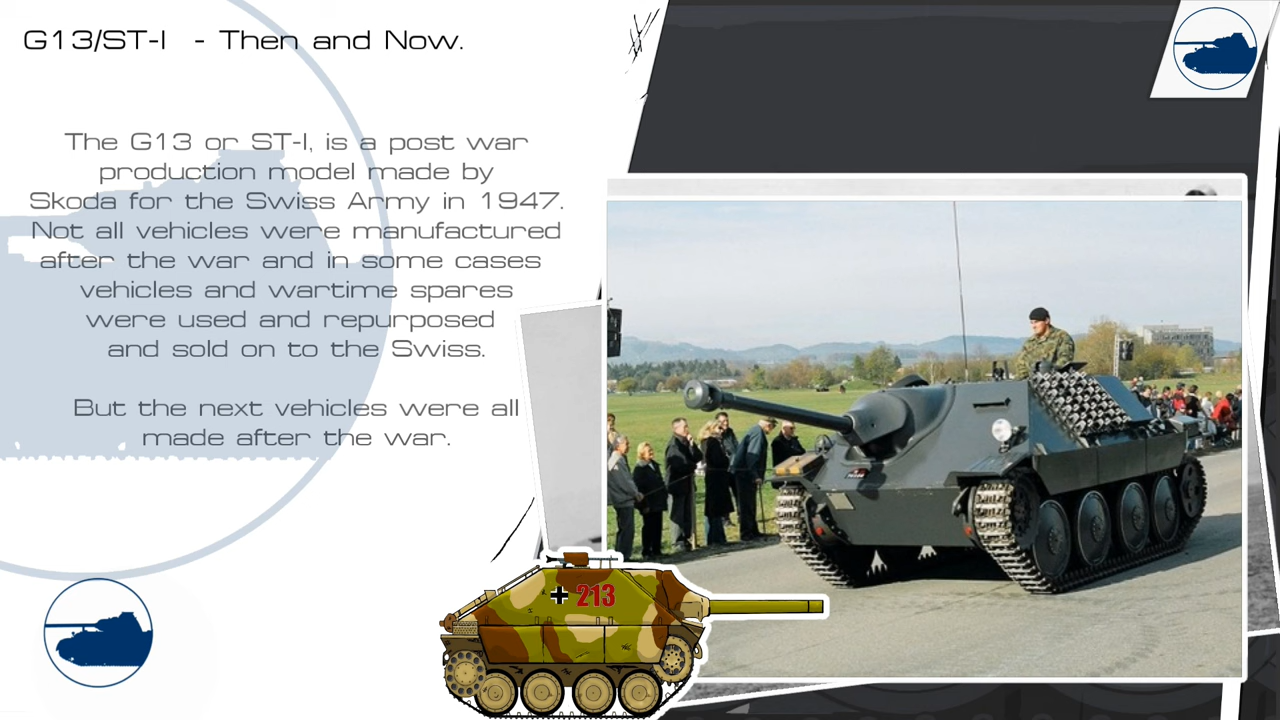 G13/ST-I - Then and Now.
The G13 or ST-I, is a post war
production model made by
Skoda for the Swiss Army in 1947.
Not all vehicles were manufactured
after the war and in some cases
vehicles and wartime spares
were used and repurposed
and sold on to the Swiss.
But the next vehicles were all
made after the war.
213